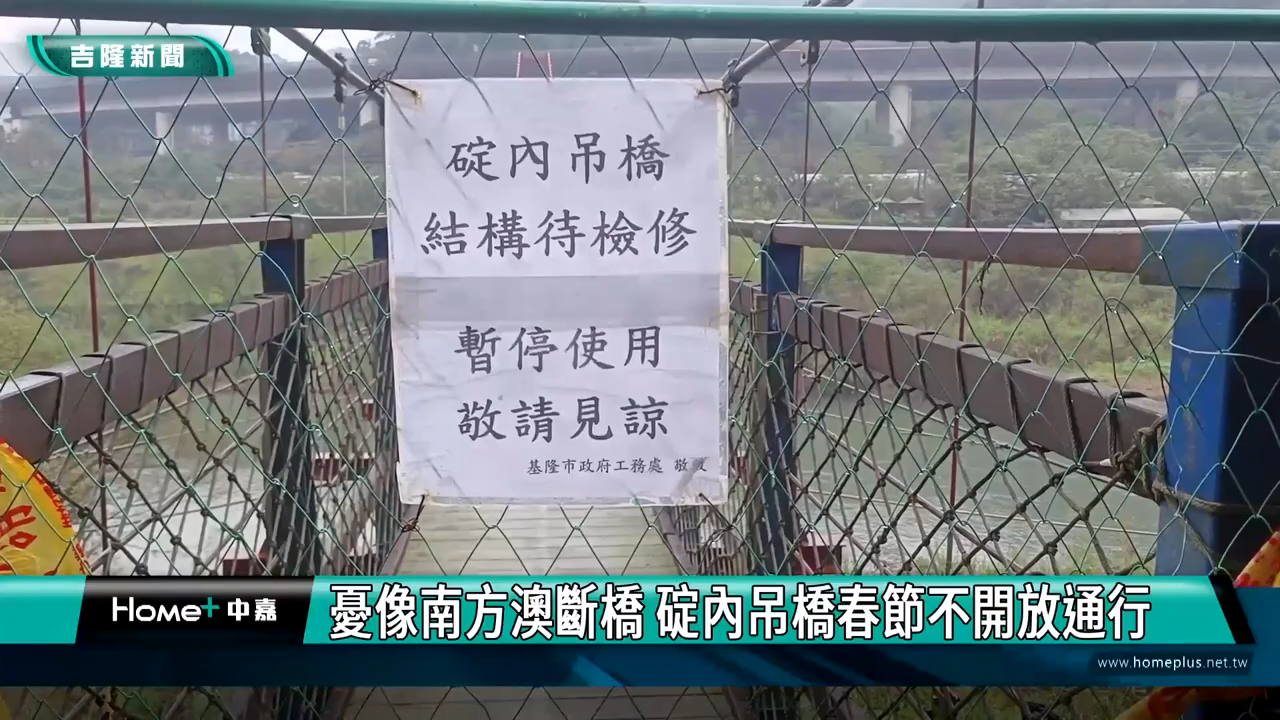 吉隆新聞
碇內吊橋
結構待檢修
暫停使用
敬請見諒
基隆市政府工務處 敬啟
Home+ 中嘉
憂像南方澳斷橋 碇內吊橋春節不開放通行
www.homeplus.net.tw